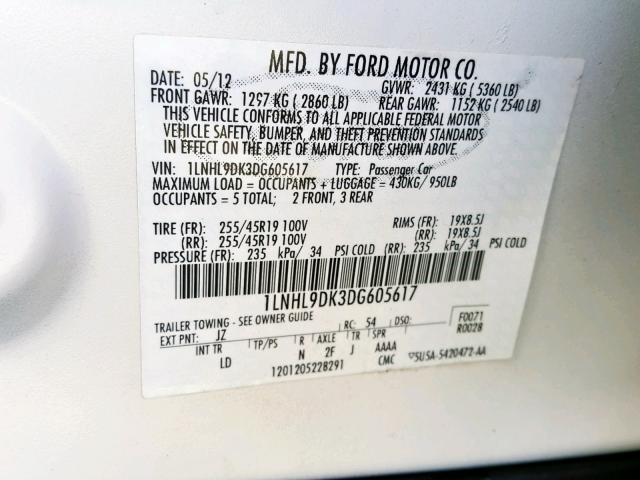 MFD. BY FORD MOTOR CO.
DATE: 05/12 GVWR: 2431 KG ( 5360 LB)
FRONT GAWR: 1297 KG ( 2860 LB) REAR GAWR: 1152 KG ( 2540 LB)
THIS VEHICLE CONFORMS TO ALL APPLICABLE FEDERAL MOTOR
VEHICLE SAFETY, BUMPER, AND THEFT PREVENTION STANDARDS
IN EFFECT ON THE DATE OF MANUFACTURE SHOWN ABOVE.
VIN: 1LNHL9DK3DG605617 TYPE: Passenger Car
MAXIMUM LOAD = OCCUPANTS + LUGGAGE = 430KG/950LB
OCCUPANTS = 5 TOTAL; 2 FRONT, 3 REAR
TIRE (FR): 255/45R19 100V RIMS (FR): 19X8.5J
(RR): 255/45R19 100V (RR): 19X8.5J
PRESSURE (FR): 235 kPa/ 34 PSI COLD (RR): 235 kPa/ 34 PSI COLD
1LNHL9DK3DG605617
TRAILER TOWING - SEE OWNER GUIDE
F0071
R0028
EXT PNT: JZ RC: 54 DSO:
INT TR TP/PS R AXLE TR SPR
LD N 2F J AAAA
1201205228291 CMC ▽5USA-5420472-AA